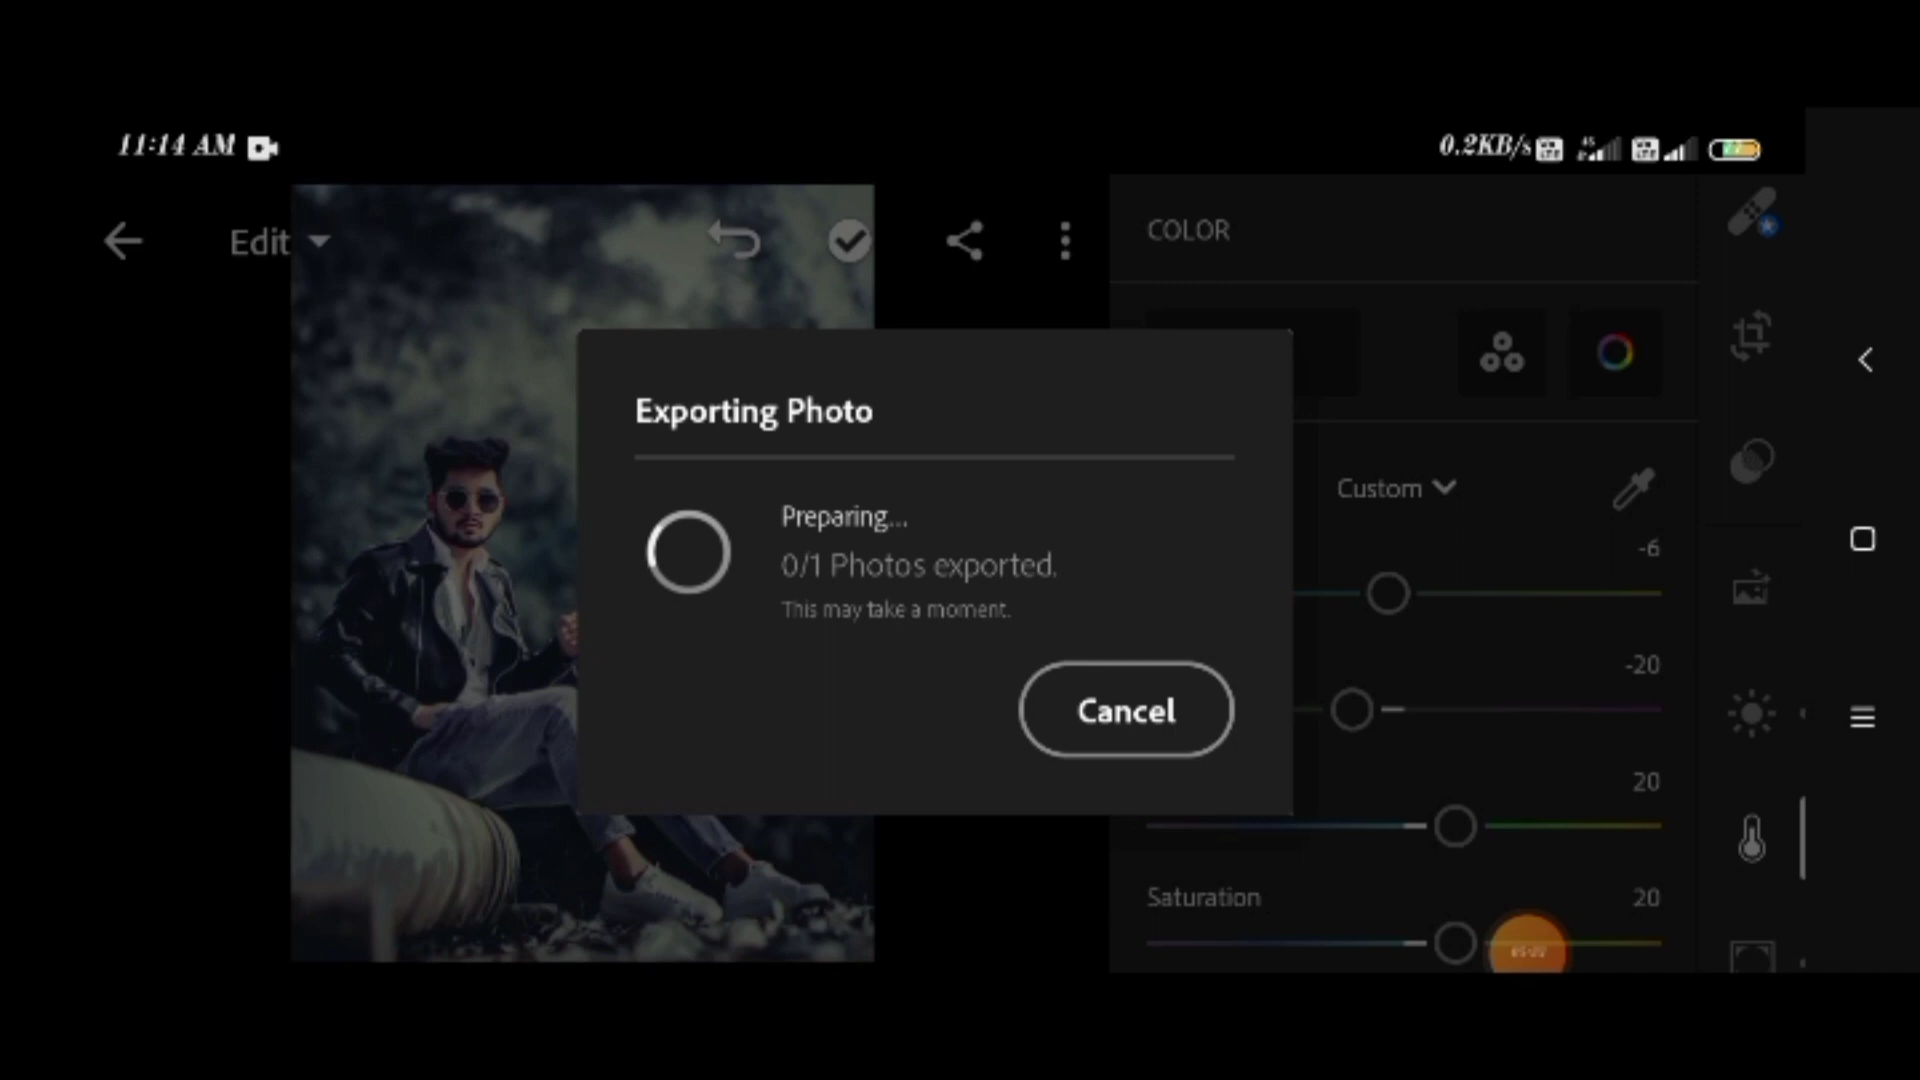 11:14 AM
0.2KB/s
Edit
COLOR
Exporting Photo
Custom
Preparing...
-6
0/1 Photos exported.
This may take a moment.
-20
Cancel
20
Saturation
20